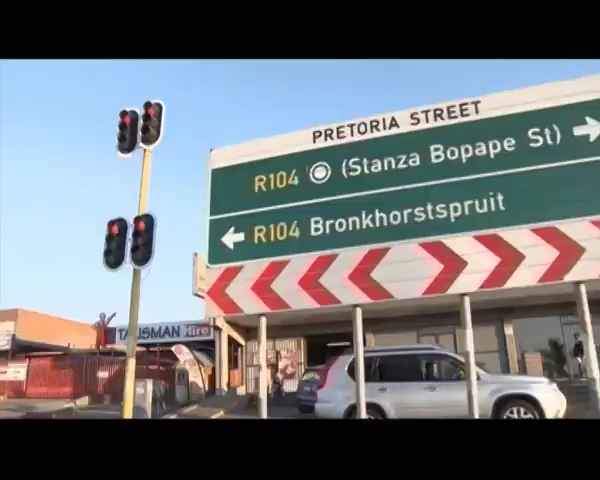 PRETORIA STREET
R104 (Stanza Bopape St)
R104 Bronkhorstspruit
TALISMAN Hire